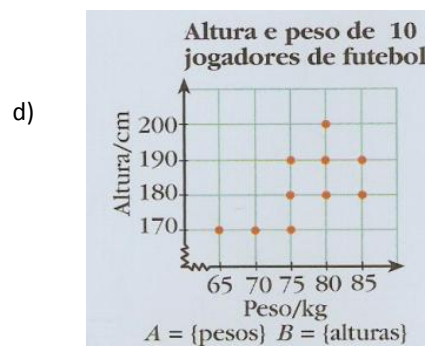 Altura e peso de 10
jogadores de futebol
d)
Altura/cm
200
190
180
170
65 70 75 80 85
Peso/kg
A = {pesos} B = {alturas}